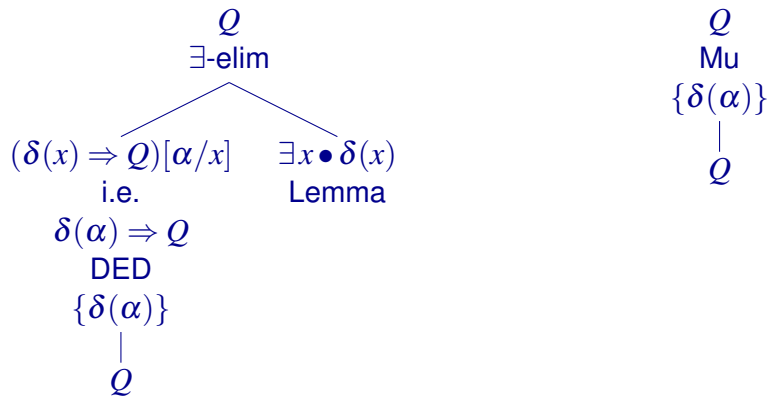 Q
∃-elim
(δ(x) ⇒ Q)[α/x]
∃x • δ(x)
i.e.
Lemma
δ(α) ⇒ Q
DED
{δ(α)}
Q
Q
Mu
{δ(α)}
Q